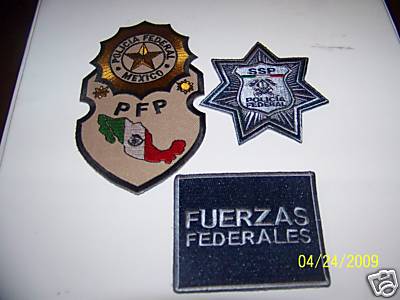 POLICIA FEDERAL
MEXICO
PFP
SSP
POLICIA
FEDERAL
FUERZAS
FEDERALES
04/24/2009